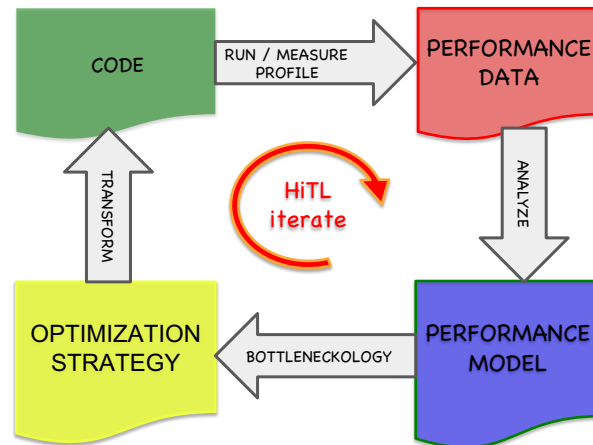 CODE
RUN / MEASURE
PROFILE
PERFORMANCE
DATA
TRANSFORM
HiTL
iterate
ANALYZE
OPTIMIZATION
STRATEGY
BOTTLENECKOLOGY
PERFORMANCE
MODEL